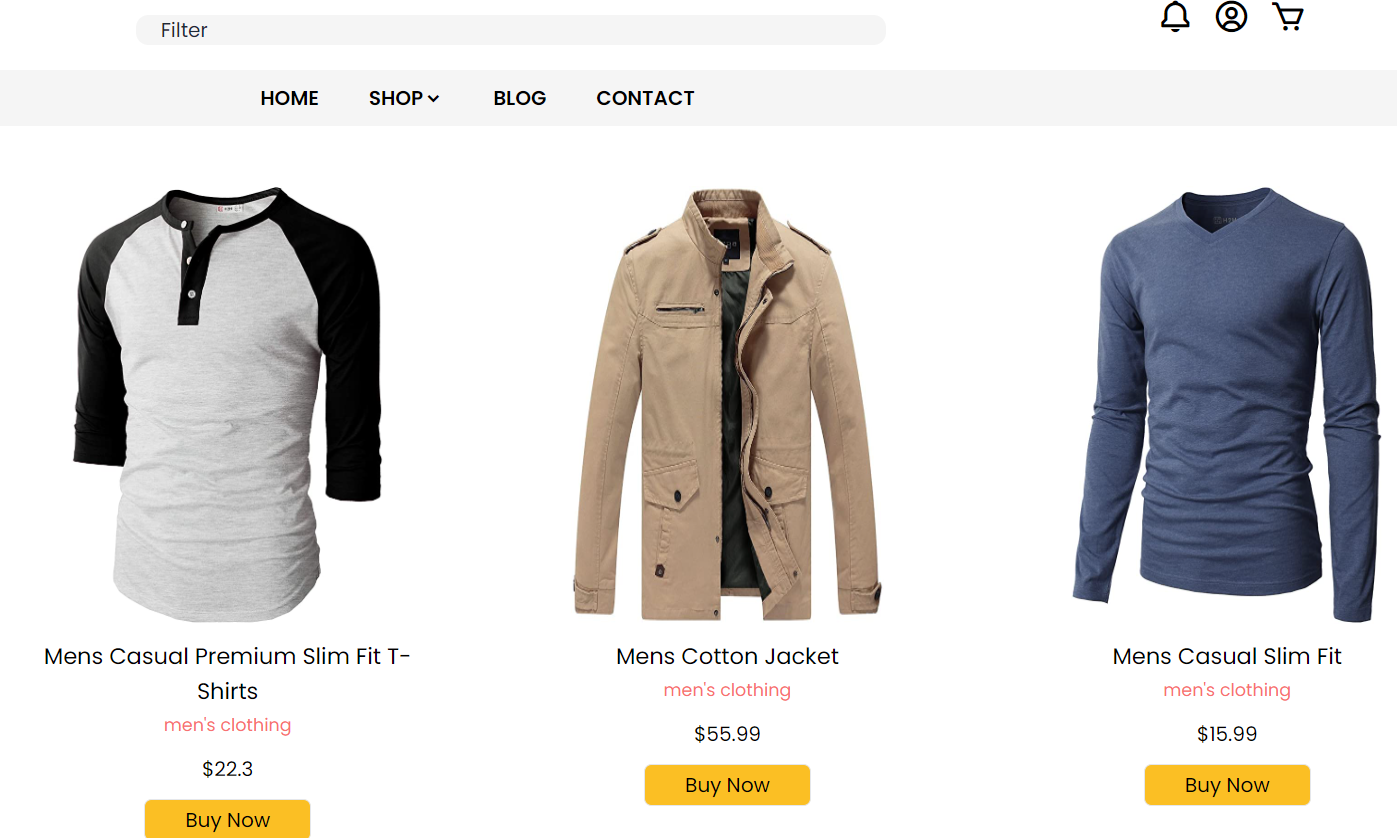 Filter
HOME
SHOP
BLOG
CONTACT
Mens Casual Premium Slim Fit T-
Shirts
men's clothing
$22.3
Buy Now
Mens Cotton Jacket
men's clothing
$55.99
Buy Now
Mens Casual Slim Fit
men's clothing
$15.99
Buy Now